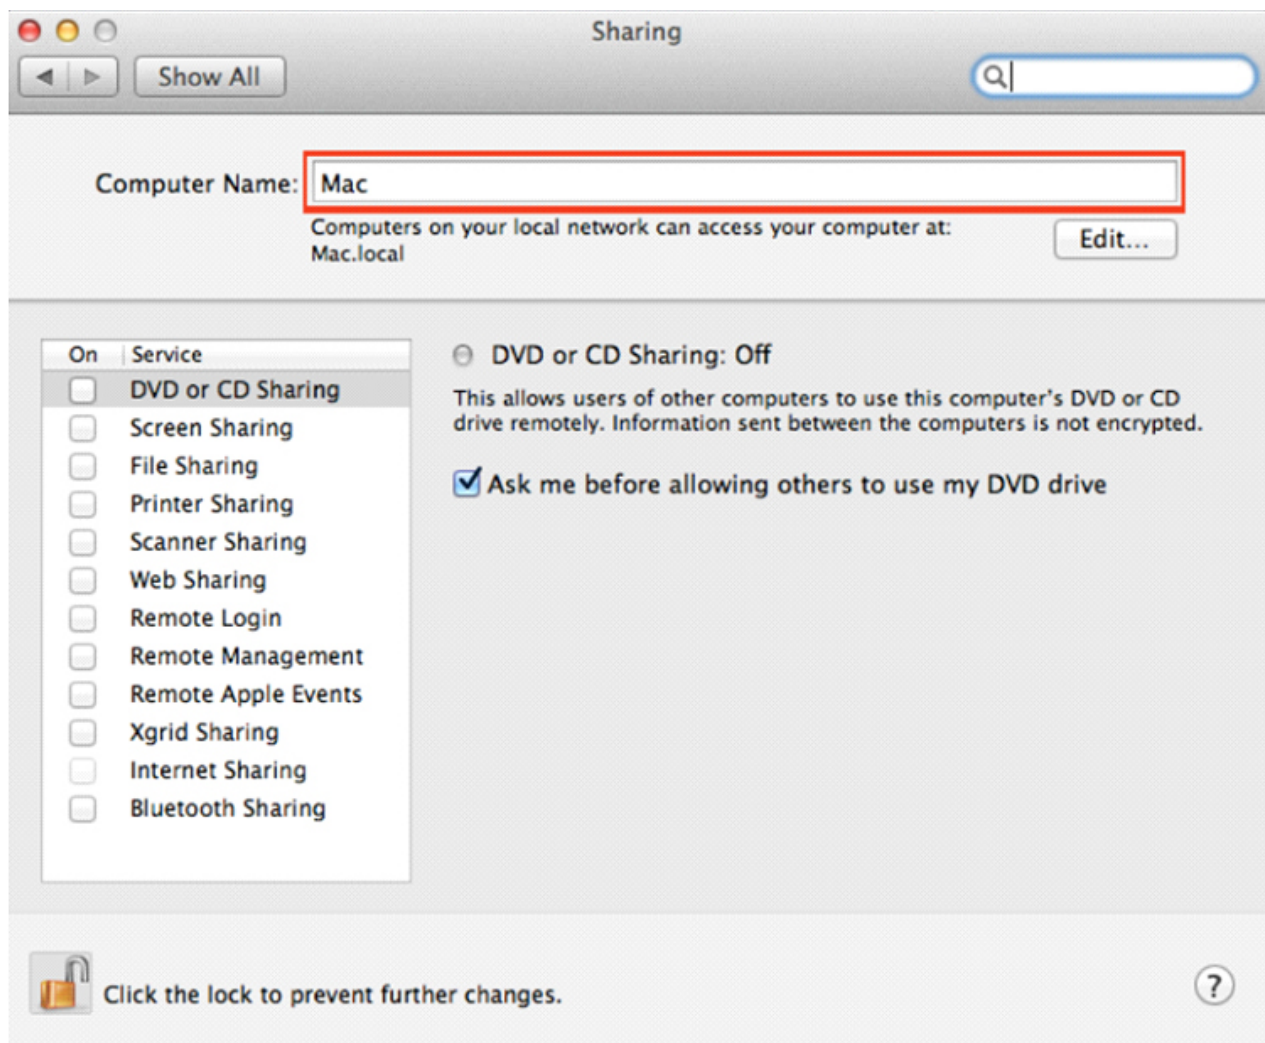 Sharing
Show All
Computer Name: Mac
Computers on your local network can access your computer at:
Mac.local
Edit...
On Service
DVD or CD Sharing
Screen Sharing
File Sharing
Printer Sharing
Scanner Sharing
Web Sharing
Remote Login
Remote Management
Remote Apple Events
Xgrid Sharing
Internet Sharing
Bluetooth Sharing
DVD or CD Sharing: Off
This allows users of other computers to use this computer's DVD or CD
drive remotely. Information sent between the computers is not encrypted.
Ask me before allowing others to use my DVD drive
Click the lock to prevent further changes.
?